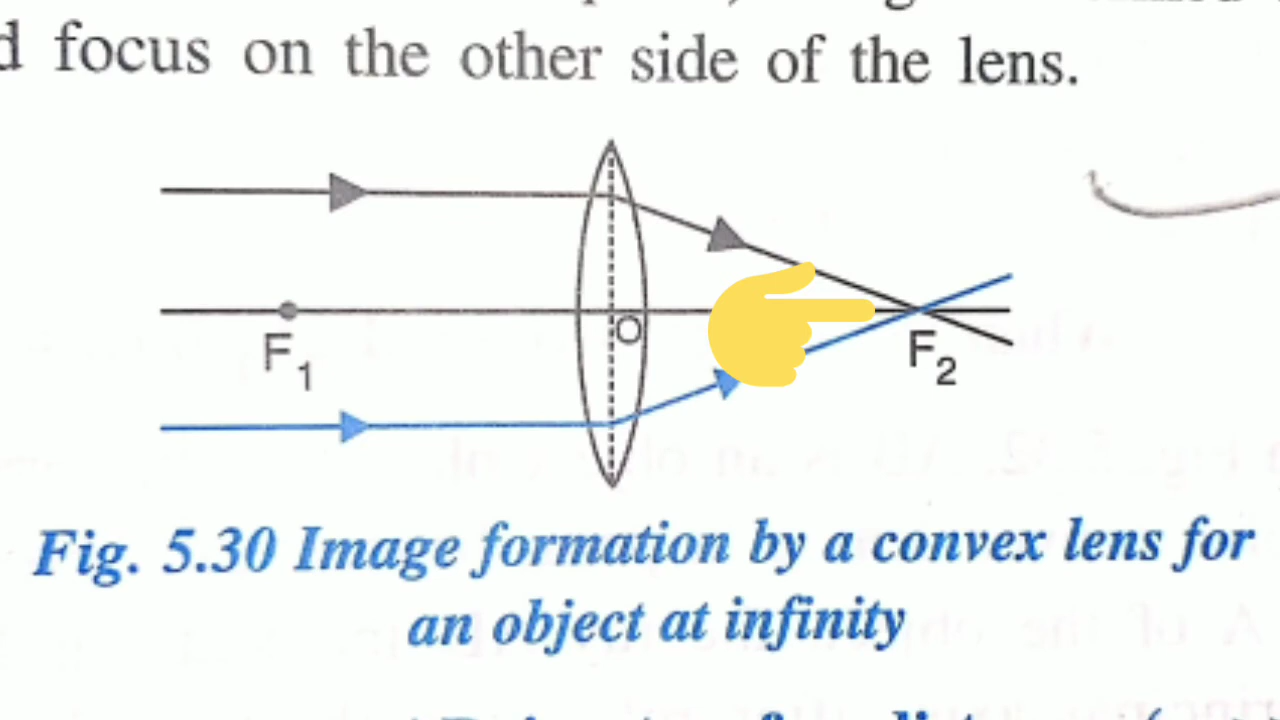 focus on the other side of the lens.
F1
O
F2
Fig. 5.30 Image formation by a convex lens for
an object at infinity